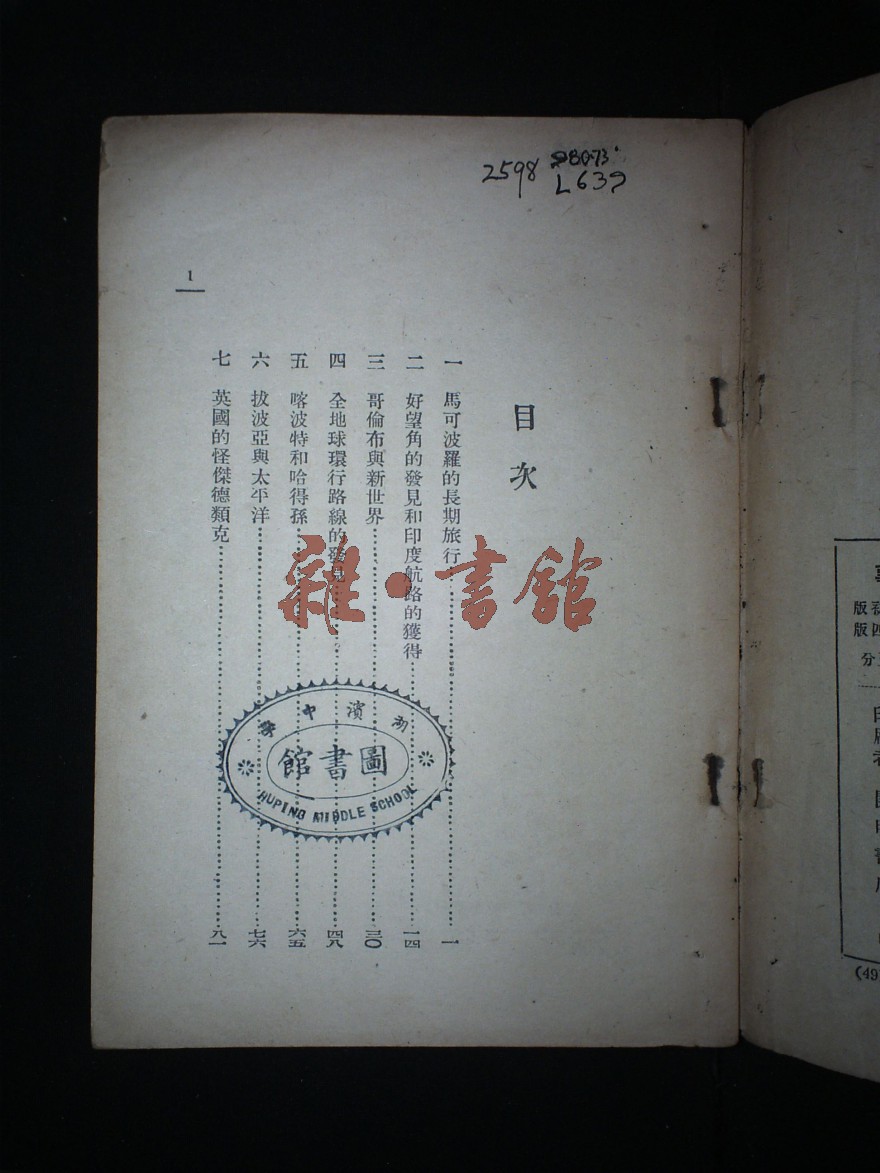 2598
L639
1
目次
一 馬可波羅的長期旅行 一
二 好望角的發見和印度航路的獲得 一四
三 哥倫布與新世界 三〇
四 全地球環行路線的發見 四八
五 喀波特和哈得孫 六五
六 拔波亞與太平洋 七六
七 英國的怪傑德類克 八一
雜·書館
湖濱中學
圖書館
HUPING MIDDLE SCHOOL
版
版
分
(49